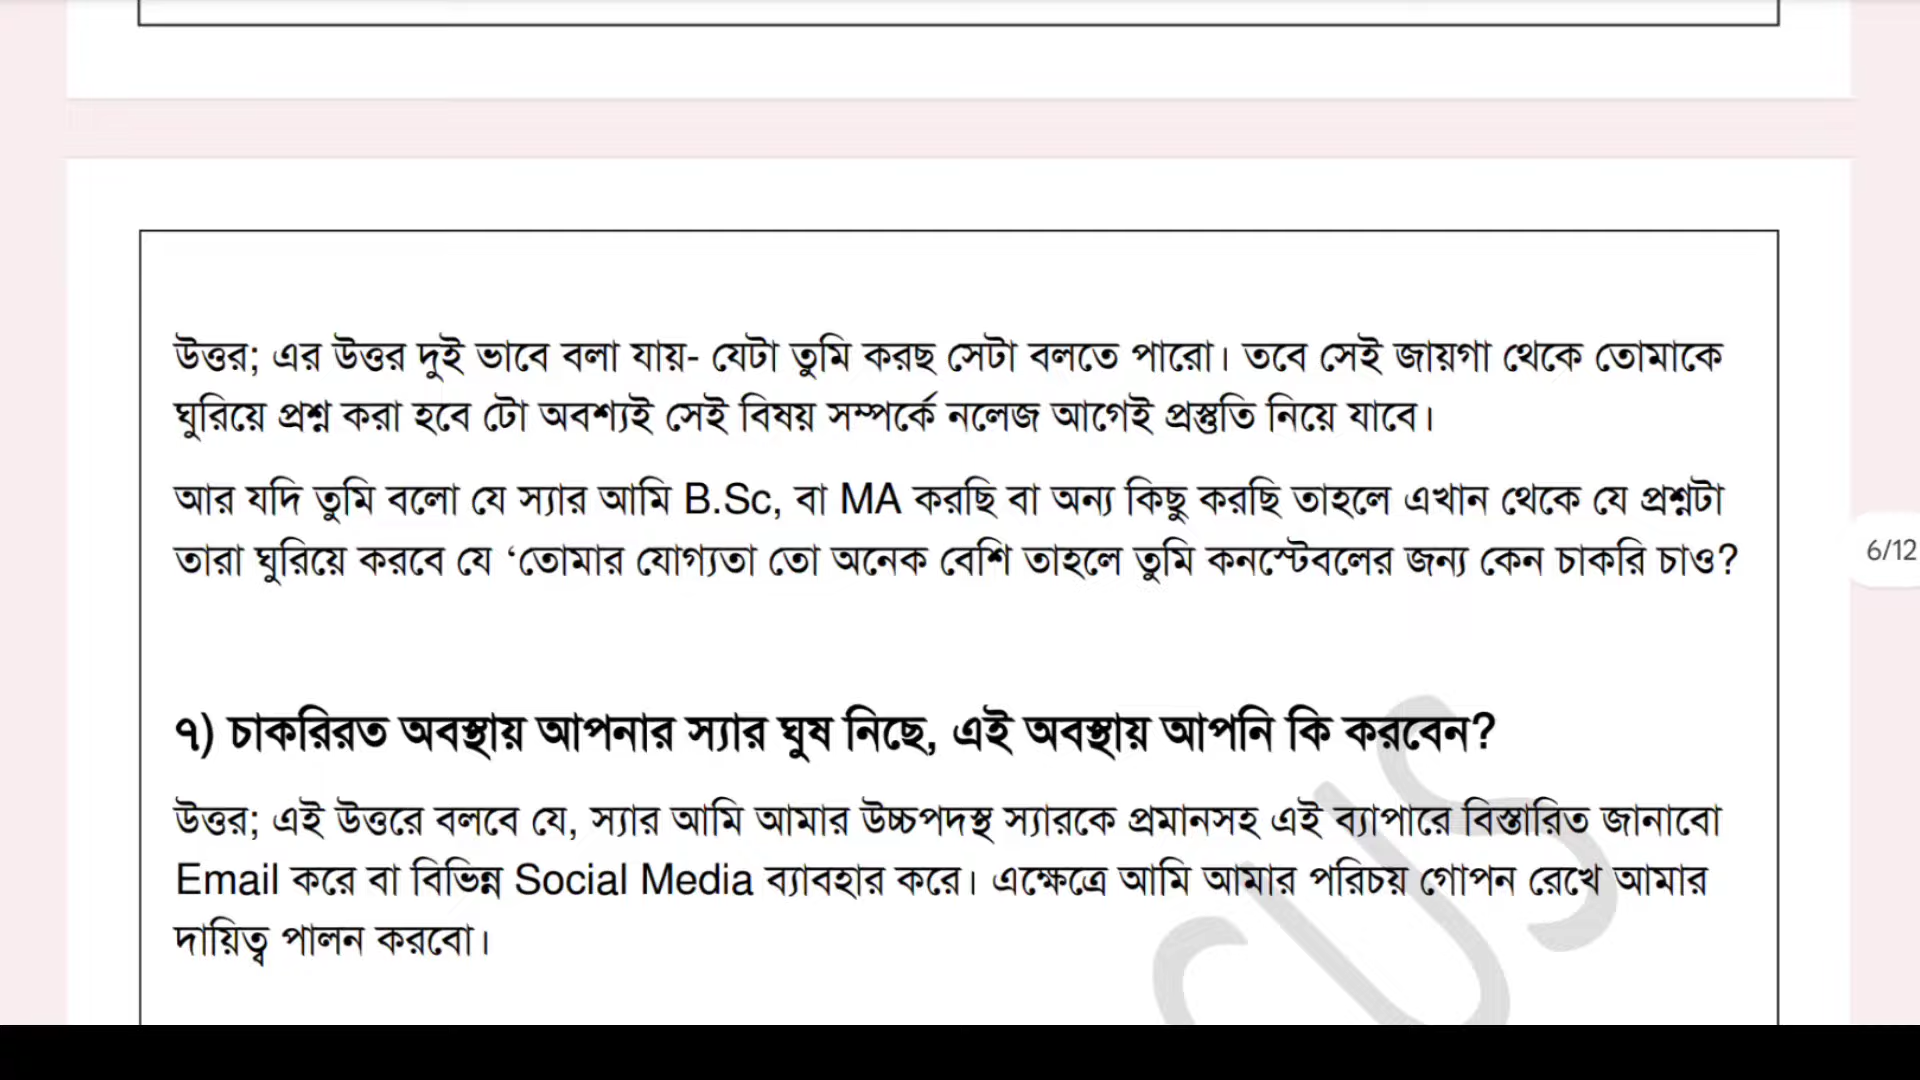 উত্তর; এর উত্তর দুই ভাবে বলা যায়- যেটা তুমি করছ সেটা বলতে পারো। তবে সেই জায়গা থেকে তোমাকে
ঘুরিয়ে প্রশ্ন করা হবে টো অবশ্যই সেই বিষয় সম্পর্কে নলেজ আগেই প্রস্তুতি নিয়ে যাবে।
আর যদি তুমি বলো যে স্যার আমি B.Sc, বা MA করছি বা অন্য কিছু করছি তাহলে এখান থেকে যে প্রশ্নটা
তারা ঘুরিয়ে করবে যে ‘তোমার যোগ্যতা তো অনেক বেশি তাহলে তুমি কনস্টেবলের জন্য কেন চাকরি চাও?
6/12
৭) চাকরিরত অবস্থায় আপনার স্যার ঘুষ নিছে, এই অবস্থায় আপনি কি করবেন?
উত্তর; এই উত্তরে বলবে যে, স্যার আমি আমার উচ্চপদস্থ স্যারকে প্রমানসহ এই ব্যাপারে বিস্তারিত জানাবো
Email করে বা বিভিন্ন Social Media ব্যাবহার করে। এক্ষেত্রে আমি আমার পরিচয় গোপন রেখে আমার
দায়িত্ব পালন করবো।
CUS